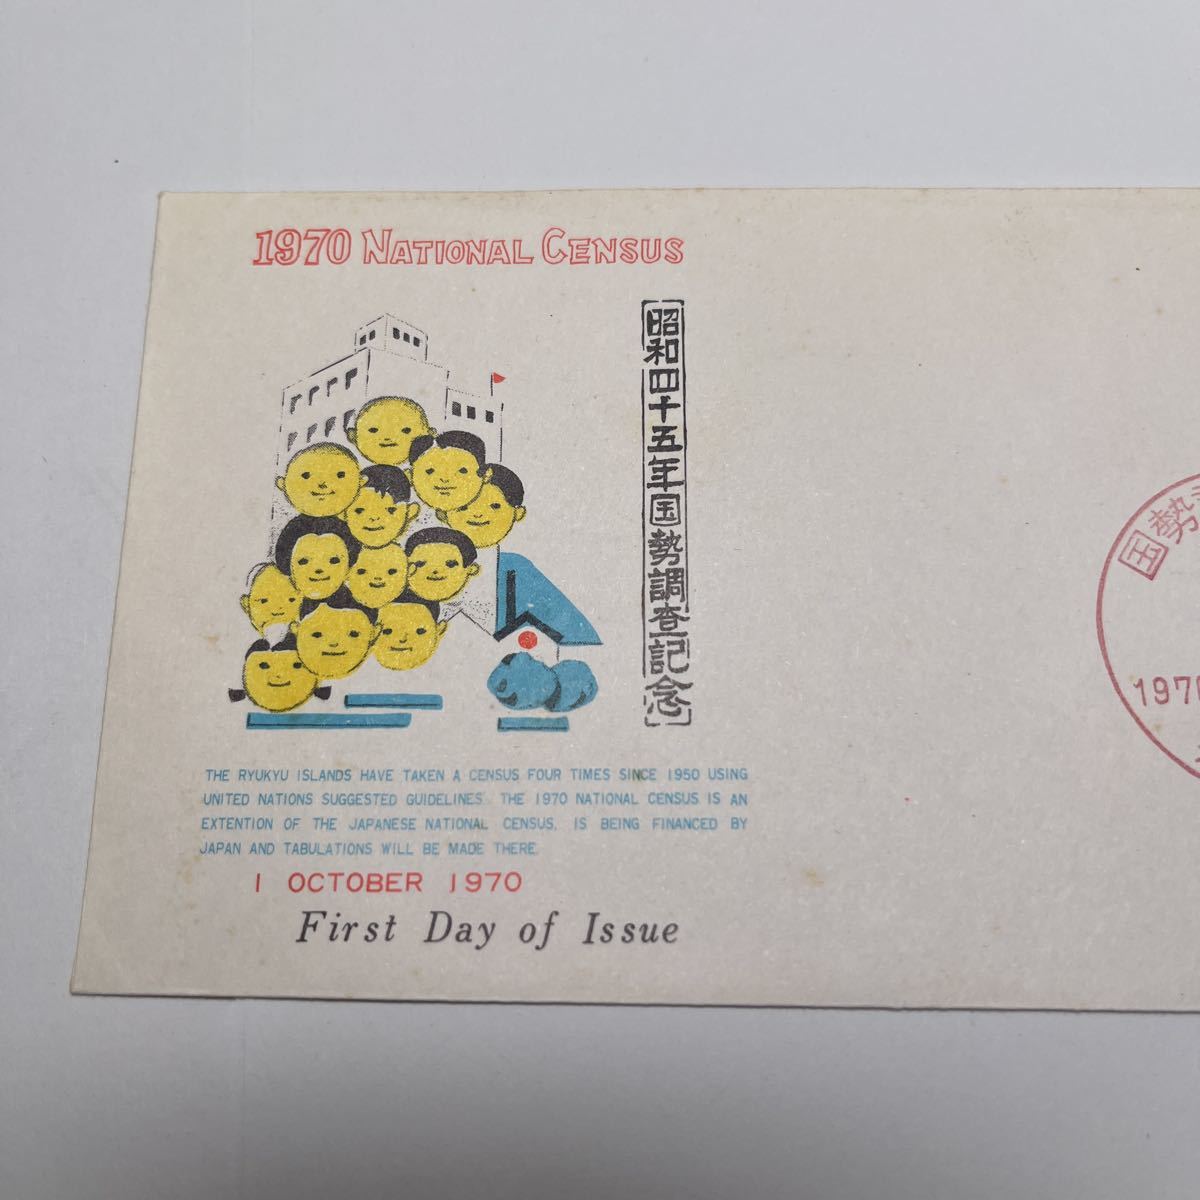 1970 NATIONAL CENSUS
昭和四十五年国勢調査記念
THE RYUKYU ISLANDS HAVE TAKEN A CENSUS FOUR TIMES SINCE 1950 USING
UNITED NATIONS SUGGESTED GUIDELINES. THE 1970 NATIONAL CENSUS IS AN
EXTENTION OF THE JAPANESE NATIONAL CENSUS, IS BEING FINANCED BY
JAPAN AND TABULATIONS WILL BE MADE THERE.
1 OCTOBER 1970
First Day of Issue
国勢
1970